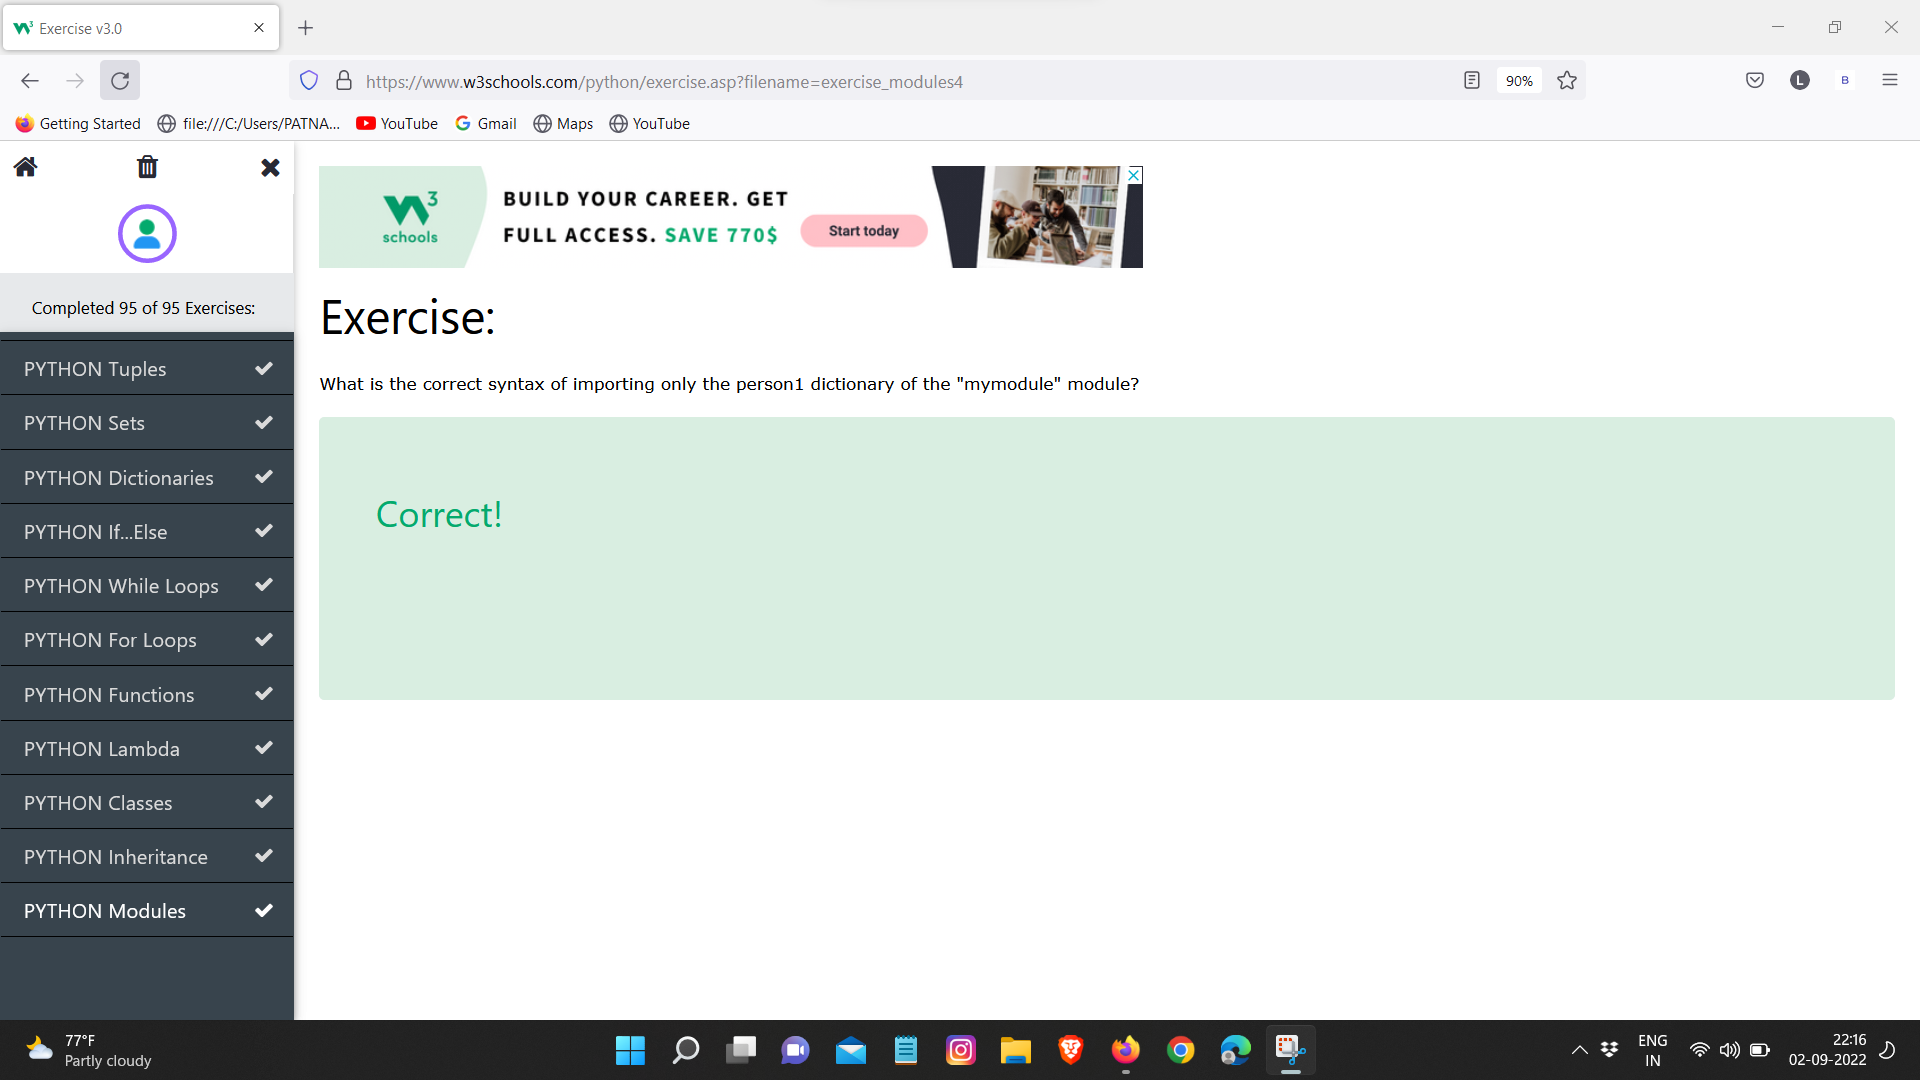 Exercise v3.0
https://www.w3schools.com/python/exercise.asp?filename=exercise_modules4
90%
L
B
Getting Started
file:///C:/Users/PATNA...
YouTube
Gmail
Maps
YouTube
W3
schools
BUILD YOUR CAREER. GET
FULL ACCESS. SAVE 770$
Start today
Completed 95 of 95 Exercises:
PYTHON Tuples
PYTHON Sets
PYTHON Dictionaries
PYTHON If...Else
PYTHON While Loops
PYTHON For Loops
PYTHON Functions
PYTHON Lambda
PYTHON Classes
PYTHON Inheritance
PYTHON Modules
Exercise:
What is the correct syntax of importing only the person1 dictionary of the "mymodule" module?
Correct!
77°F
Partly cloudy
ENG
IN
22:16
02-09-2022